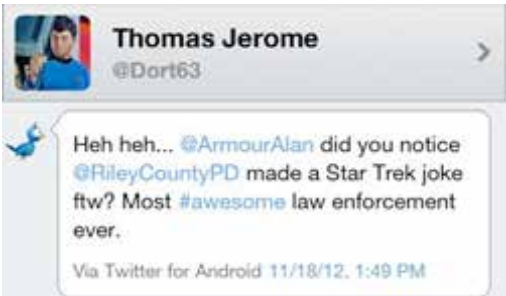 Thomas Jerome
@Dort63
Heh heh... @ArmourAlan did you notice
@RileyCountyPD made a Star Trek joke
ftw? Most #awesome law enforcement
ever.
Via Twitter for Android 11/18/12, 1:49 PM